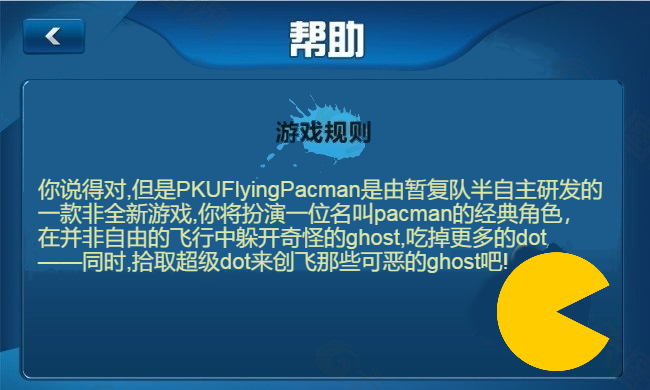 帮助
游戏规则
你说得对,但是PKUFlyingPacman是由暂复队半自主研发的
一款非全新游戏,你将扮演一位名叫pacman的经典角色，
在并非自由的飞行中躲开奇怪的ghost,吃掉更多的dot
——同时,拾取超级dot来创飞那些可恶的ghost吧!